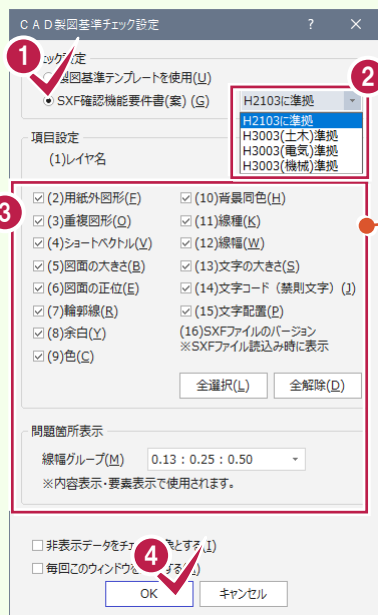 ＣＡＤ製図基準チェック設定 ? ×
ック設定
1
製図基準テンプレートを使用(U)
SXF確認機能要件書(案) (G)
2
H2103に準拠
H2103に準拠
H3003(土木)準拠
H3003(電気)準拠
H3003(機械)準拠
項目設定
(1)レイヤ名
3
(2)用紙外図形(F)
(3)重複図形(O)
(4)ショートベクトル(V)
(5)図面の大きさ(B)
(6)図面の正位(E)
(7)輪郭線(R)
(8)余白(Y)
(9)色(C)
(10)背景同色(H)
(11)線種(K)
(12)線幅(W)
(13)文字の大きさ(S)
(14)文字コード（禁則文字）(J)
(15)文字配置(P)
(16)SXFファイルのバージョン
※SXFファイル読込み時に表示
全選択(L) 全解除(D)
問題箇所表示
線幅グループ(M) 0.13 : 0.25 : 0.50
※内容表示・要素表示で使用されます。
非表示データをチェ 象とする(I)
毎回このウィンドウを する( )
4
OK キャンセル